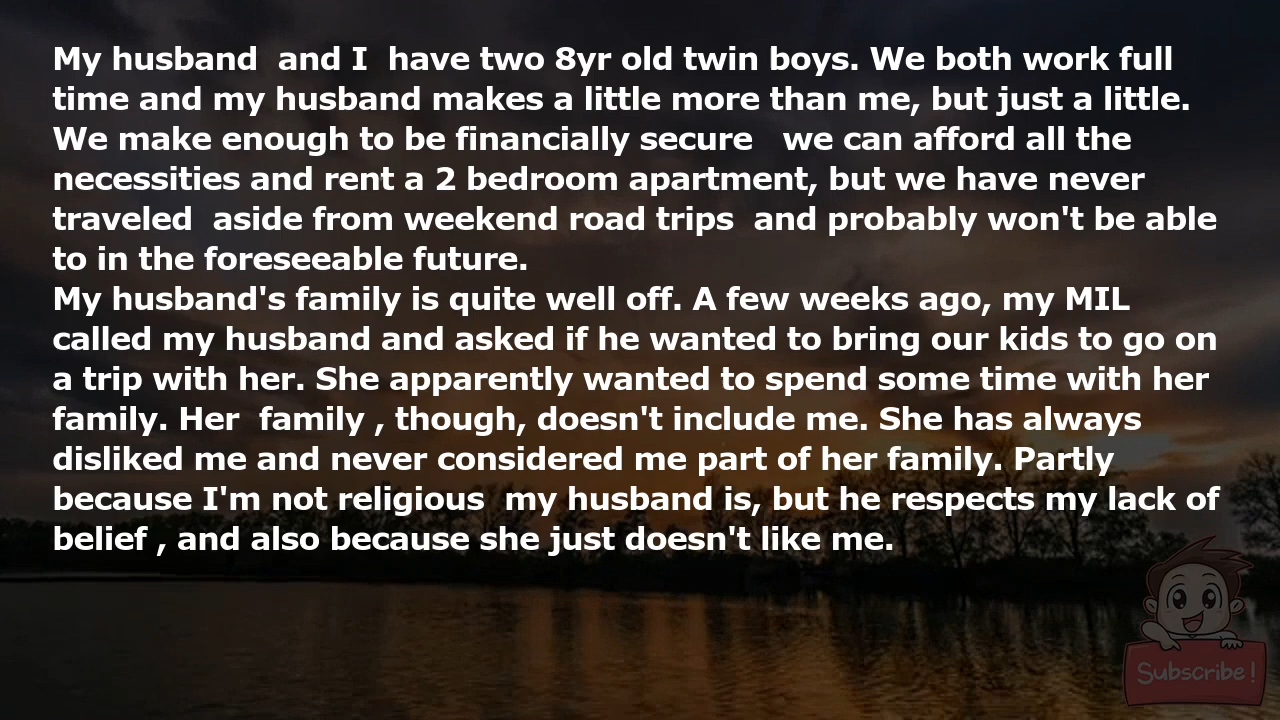 My husband  and I  have two 8yr old twin boys. We both work full
time and my husband makes a little more than me, but just a little.
We make enough to be financially secure   we can afford all the
necessities and rent a 2 bedroom apartment, but we have never
traveled  aside from weekend road trips  and probably won't be able
to in the foreseeable future.
My husband's family is quite well off. A few weeks ago, my MIL
called my husband and asked if he wanted to bring our kids to go on
a trip with her. She apparently wanted to spend some time with her
family. Her  family , though, doesn't include me. She has always
disliked me and never considered me part of her family. Partly
because I'm not religious  my husband is, but he respects my lack of
belief , and also because she just doesn't like me.
Subscribe!